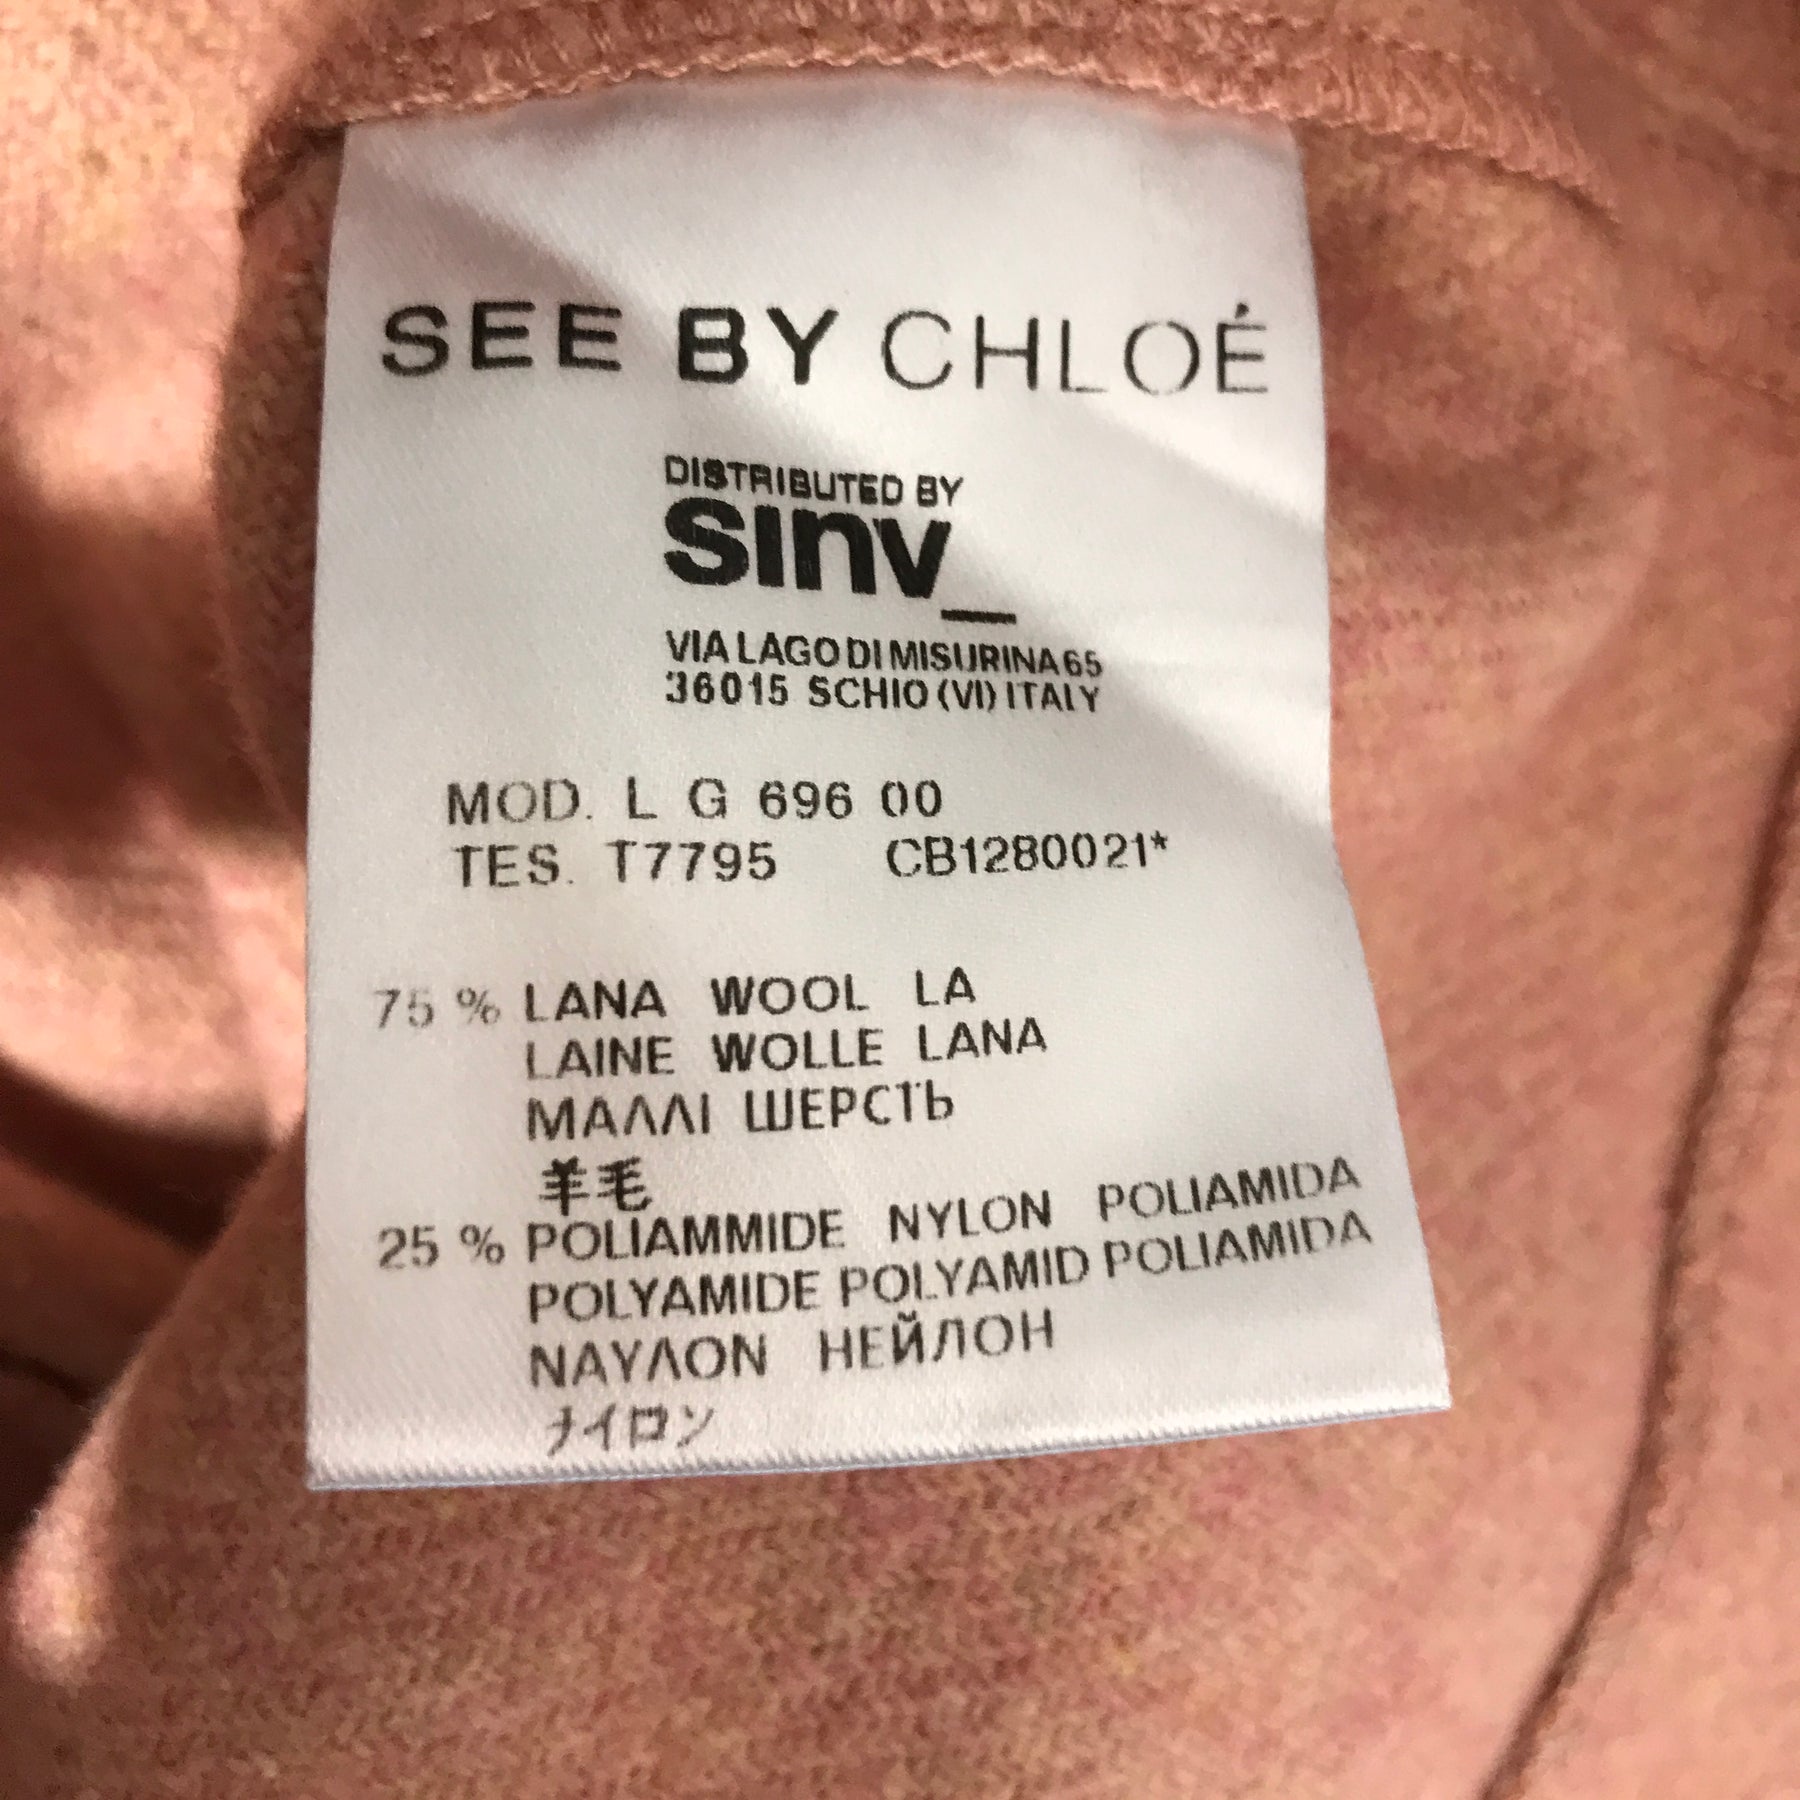 SEE BY CHLOÉ
DISTRIBUTED BY
sınv_
VIA LAGO DI MISURINA 65
36015 SCHIO (VI) ITALY
MOD. L G 696 00
TES. T7795 CB1280021*
75 % LANA WOOL LA
LAINE WOLLE LANA
ΜΑΛΛΙ ШЕРСТЬ
羊毛
25 % POLIAMMIDE NYLON POLIAMIDA
POLYAMIDE POLYAMID POLIAMIDA
ΝΑΥΛΟΝ НЕЙЛОН
ナイロン